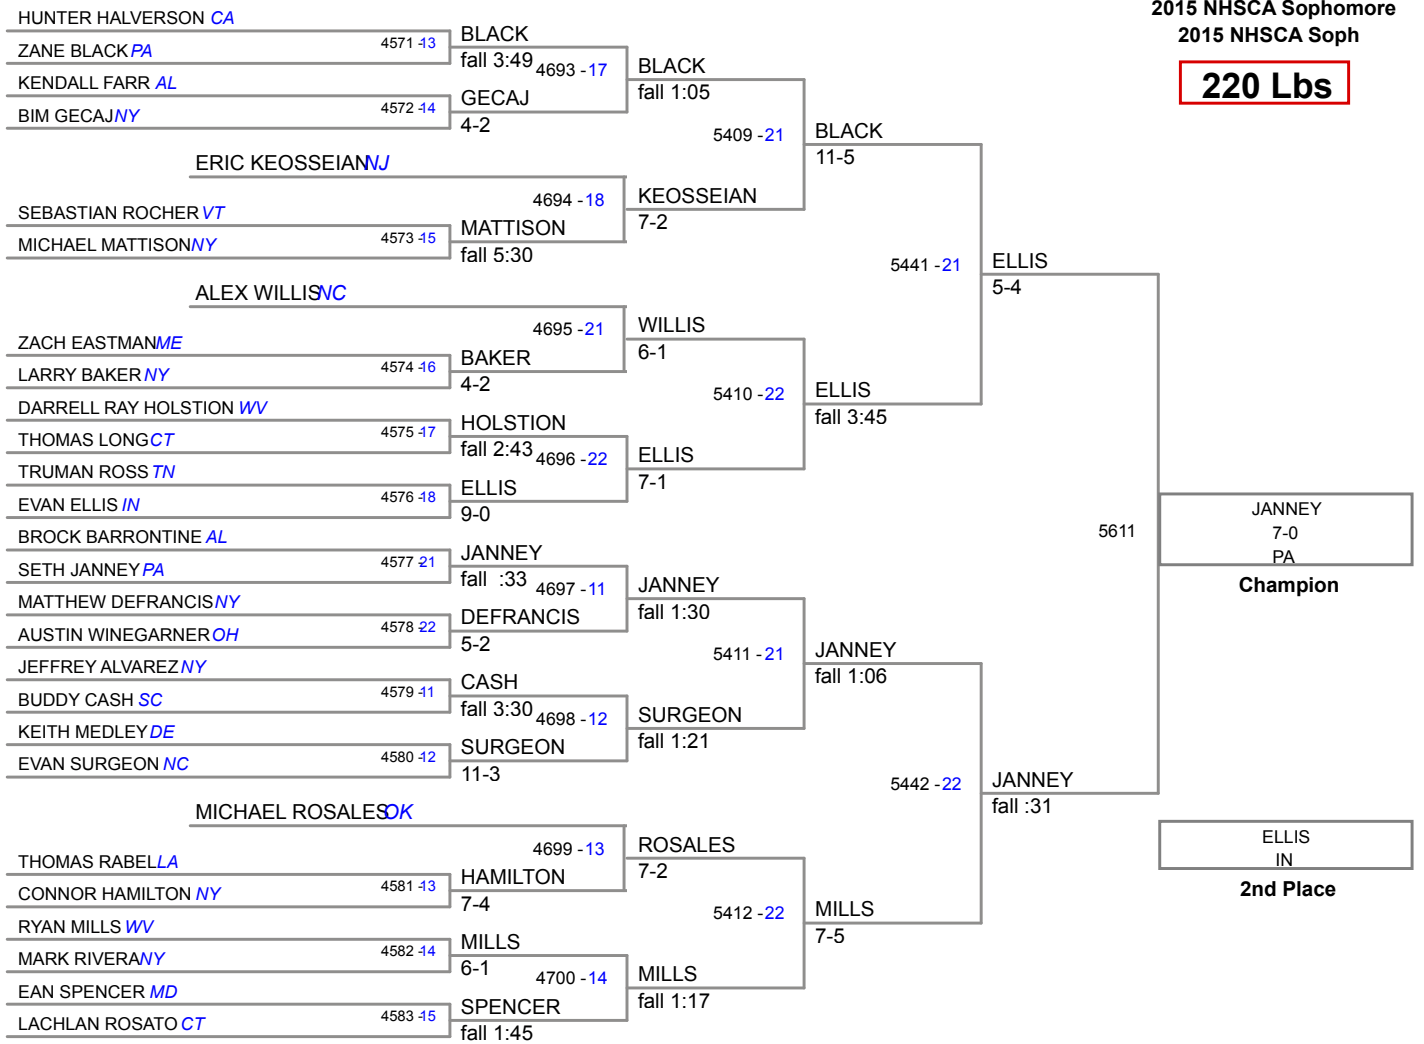 2015 NHSCA Sophomore
2015 NHSCA Soph
220 Lbs
HUNTER HALVERSON CA
ZANE BLACK PA
4571 -13
BLACK
fall 3:49
KENDALL FARR AL
BIM GECAJ NY
4572 -14
GECAJ
4-2
4693 -17
BLACK
fall 1:05
ERIC KEOSSEIAN NJ
SEBASTIAN ROCHER VT
MICHAEL MATTISON NY
4573 -15
MATTISON
fall 5:30
4694 -18
KEOSSEIAN
7-2
5409 -21
BLACK
11-5
ALEX WILLIS NC
ZACH EASTMAN ME
LARRY BAKER NY
4574 -16
BAKER
4-2
4695 -21
WILLIS
6-1
DARRELL RAY HOLSTION WV
THOMAS LONG CT
4575 -17
HOLSTION
fall 2:43
TRUMAN ROSS TN
EVAN ELLIS IN
4576 -18
ELLIS
9-0
4696 -22
ELLIS
7-1
5410 -22
ELLIS
fall 3:45
5441 -21
ELLIS
5-4
BROCK BARRONTINE AL
SETH JANNEY PA
4577 -21
JANNEY
fall :33
MATTHEW DEFRANCIS NY
AUSTIN WINEGARNER OH
4578 -22
DEFRANCIS
5-2
4697 -11
JANNEY
fall 1:30
JEFFREY ALVAREZ NY
BUDDY CASH SC
4579 -11
CASH
fall 3:30
KEITH MEDLEY DE
EVAN SURGEON NC
4580 -12
SURGEON
11-3
4698 -12
SURGEON
fall 1:21
5411 -21
JANNEY
fall 1:06
MICHAEL ROSALES OK
THOMAS RABEL LA
CONNOR HAMILTON NY
4581 -13
HAMILTON
7-4
4699 -13
ROSALES
7-2
RYAN MILLS WV
MARK RIVERA NY
4582 -14
MILLS
6-1
EAN SPENCER MD
LACHLAN ROSATO CT
4583 -15
SPENCER
fall 1:45
4700 -14
MILLS
fall 1:17
5412 -22
MILLS
7-5
5442 -22
JANNEY
fall :31
5611
JANNEY
7-0
PA
Champion
ELLIS
IN
2nd Place